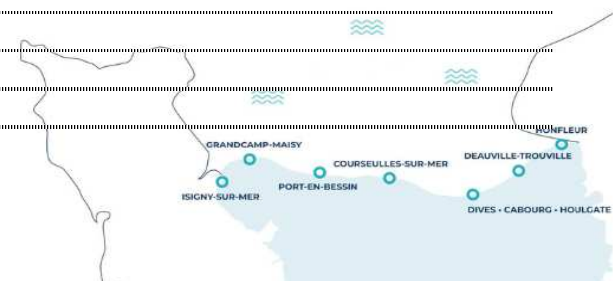 HONFLEUR
GRANDCAMP-MAISY
DEAUVILLE-TROUVILLE
COURSEULLES-SUR-MER
PORT-EN-BESSIN
ISIGNY-SUR-MER
DIVES • CABOURG • HOULGATE